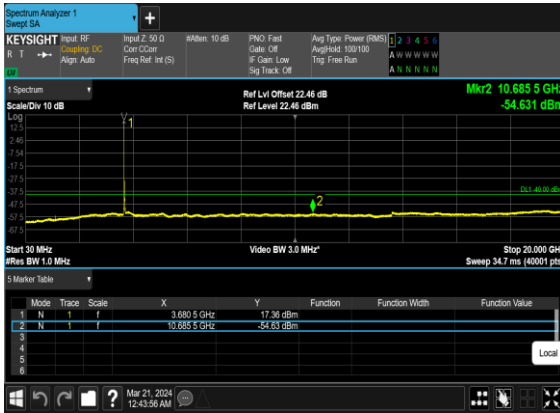 Spectrum Analyzer 1
Swept SA
+
KEYSIGHT Input: RF Input Z: 50 Ω #Atten: 10 dB PNO: Fast Avg Type: Power (RMS) 1 2 3 4 5 6
R T Coupling: DC Corr CCorr Gate: Off Avg|Hold: 100/100 A W W W W W
Align: Auto Freq Ref: Int (S) IF Gain: Low Trig: Free Run
Sig Track: Off A N N N N N
1 Spectrum
Mkr2 10.685 5 GHz
Scale/Div 10 dB Ref Lvl Offset 22.46 dB
Ref Level 22.46 dBm -54.631 dBm
Log
12.5
2.46
-7.54
-17.5
-27.5
-37.5
-47.5
-57.5
-67.5
1
2
DL1 -40.00 dBm
Start 30 MHz Video BW 3.0 MHz* Stop 20.000 GHz
#Res BW 1.0 MHz Sweep 34.7 ms (40001 pts)
5 Marker Table
Mode Trace Scale X Y Function Function Width Function Value
1 N 1 f 3.680 5 GHz 17.36 dBm
2 N 1 f 10.685 5 GHz -54.63 dBm
3
4
5
6
Local
?
Mar 21, 2024
12:43:56 AM